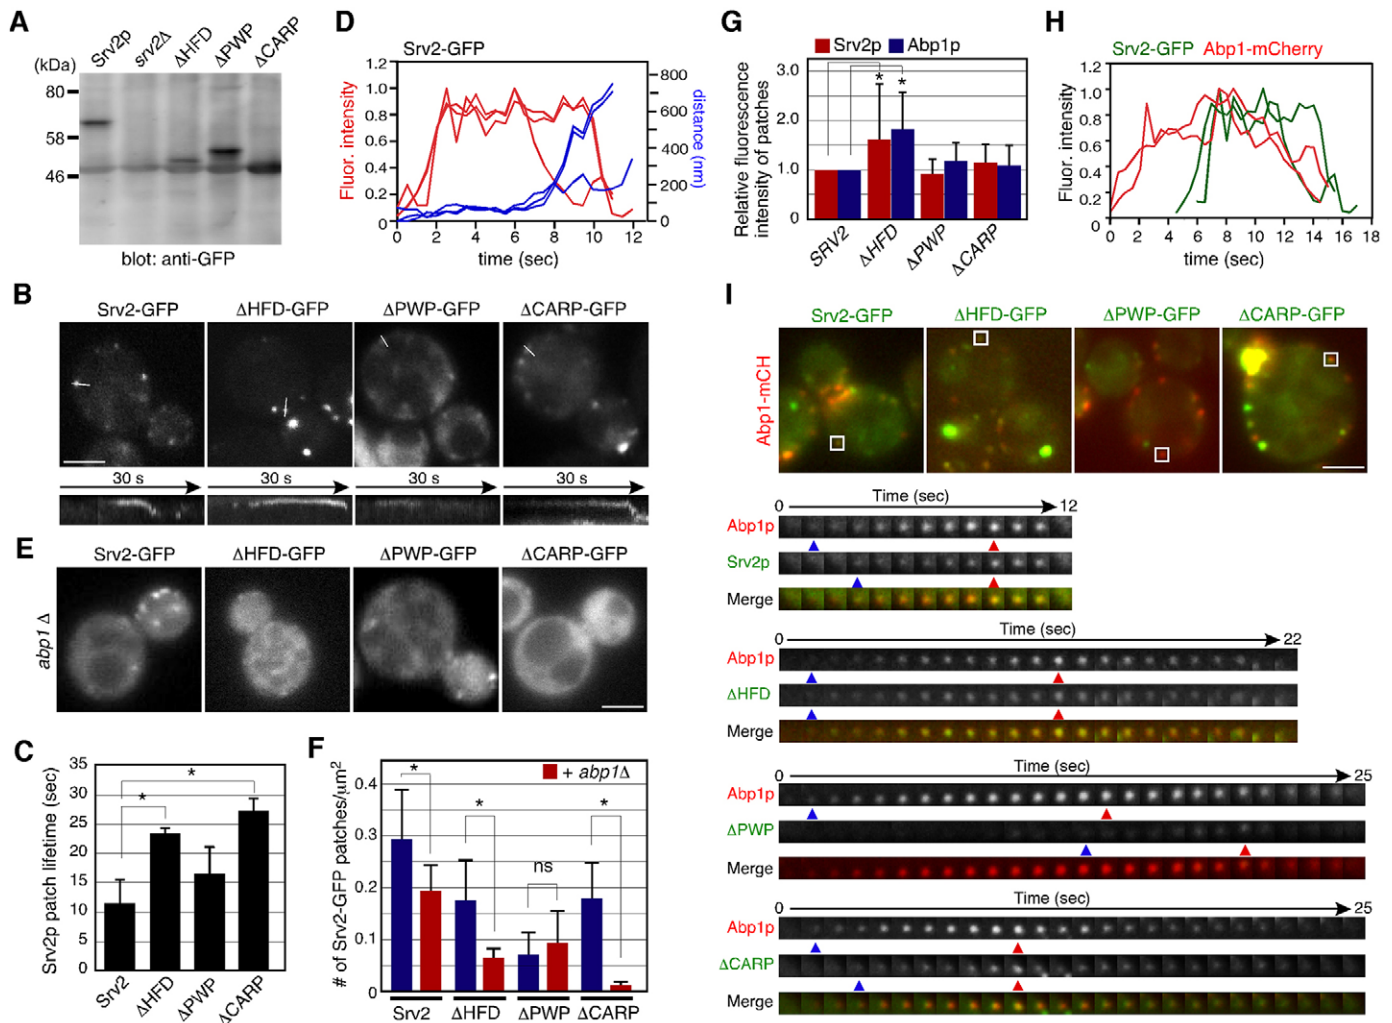 A
Srv2p
srv2Δ
ΔHFD
ΔPWP
ΔCARP
(kDa)
80
58
46
blot: anti-GFP
B
Srv2-GFP
ΔHFD-GFP
ΔPWP-GFP
ΔCARP-GFP
30 s
30 s
30 s
30 s
E
Srv2-GFP
ΔHFD-GFP
ΔPWP-GFP
ΔCARP-GFP
abp1 Δ
C
Srv2p patch lifetime (sec)
35
30
25
20
15
10
5
0
*
*
Srv2
ΔHFD
ΔPWP
ΔCARP
D
Srv2-GFP
Fluor. intensity
1.2
1.0
0.8
0.6
0.4
0.2
0
distance (nm)
800
600
400
200
0
0 2 4 6 8 10 12
time (sec)
F
# of Srv2-GFP patches/μm2
0.4
0.3
0.2
0.1
0
+ abp1Δ
*
*
ns
*
Srv2
ΔHFD
ΔPWP
ΔCARP
G
Srv2p
Abp1p
Relative fluorescence
intensity of patches
3.0
2.0
1.0
0
* *
SRV2
ΔHFD
ΔPWP
ΔCARP
H
Srv2-GFP Abp1-mCherry
Fluor. intensity
1.2
1.0
0.8
0.6
0.4
0.2
0
0 2 4 6 8 10 12 14 16 18
time (sec)
I
Srv2-GFP
ΔHFD-GFP
ΔPWP-GFP
ΔCARP-GFP
Abp1-mCH
0 Time (sec) 12
Abp1p
Srv2p
Merge
0 Time (sec) 22
Abp1p
ΔHFD
Merge
0 Time (sec) 25
Abp1p
ΔPWP
Merge
0 Time (sec) 25
Abp1p
ΔCARP
Merge